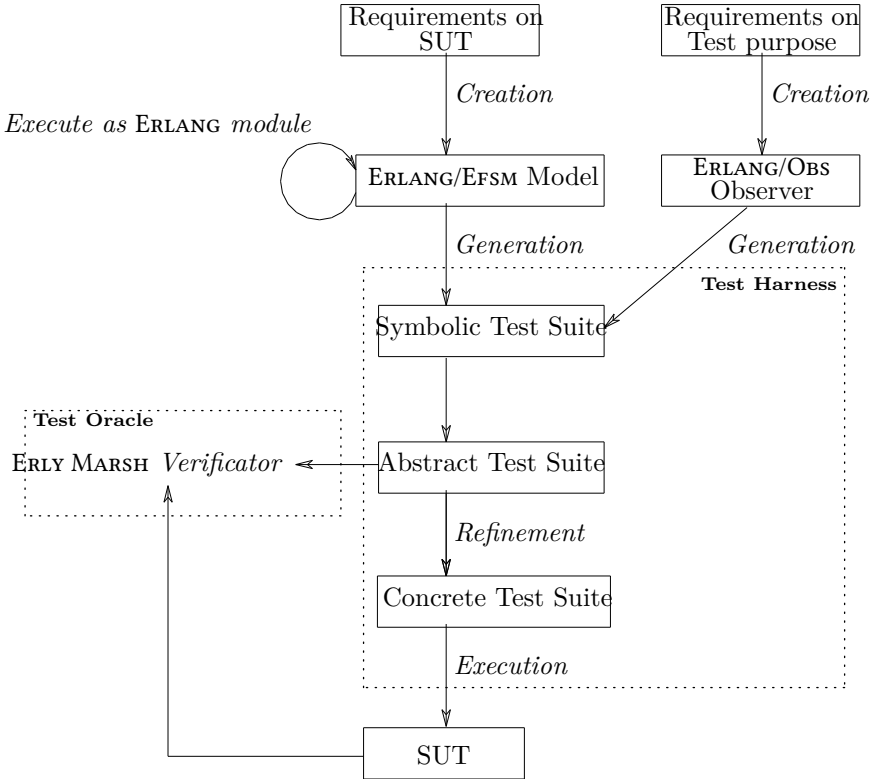 Requirements on
SUT
Requirements on
Test purpose
Creation
Creation
Execute as ERLANG module
ERLANG/EFSM Model
ERLANG/OBS
Observer
Generation
Generation
Test Harness
Symbolic Test Suite
Test Oracle
ERLY MARSH Verificator
Abstract Test Suite
Refinement
Concrete Test Suite
Execution
SUT